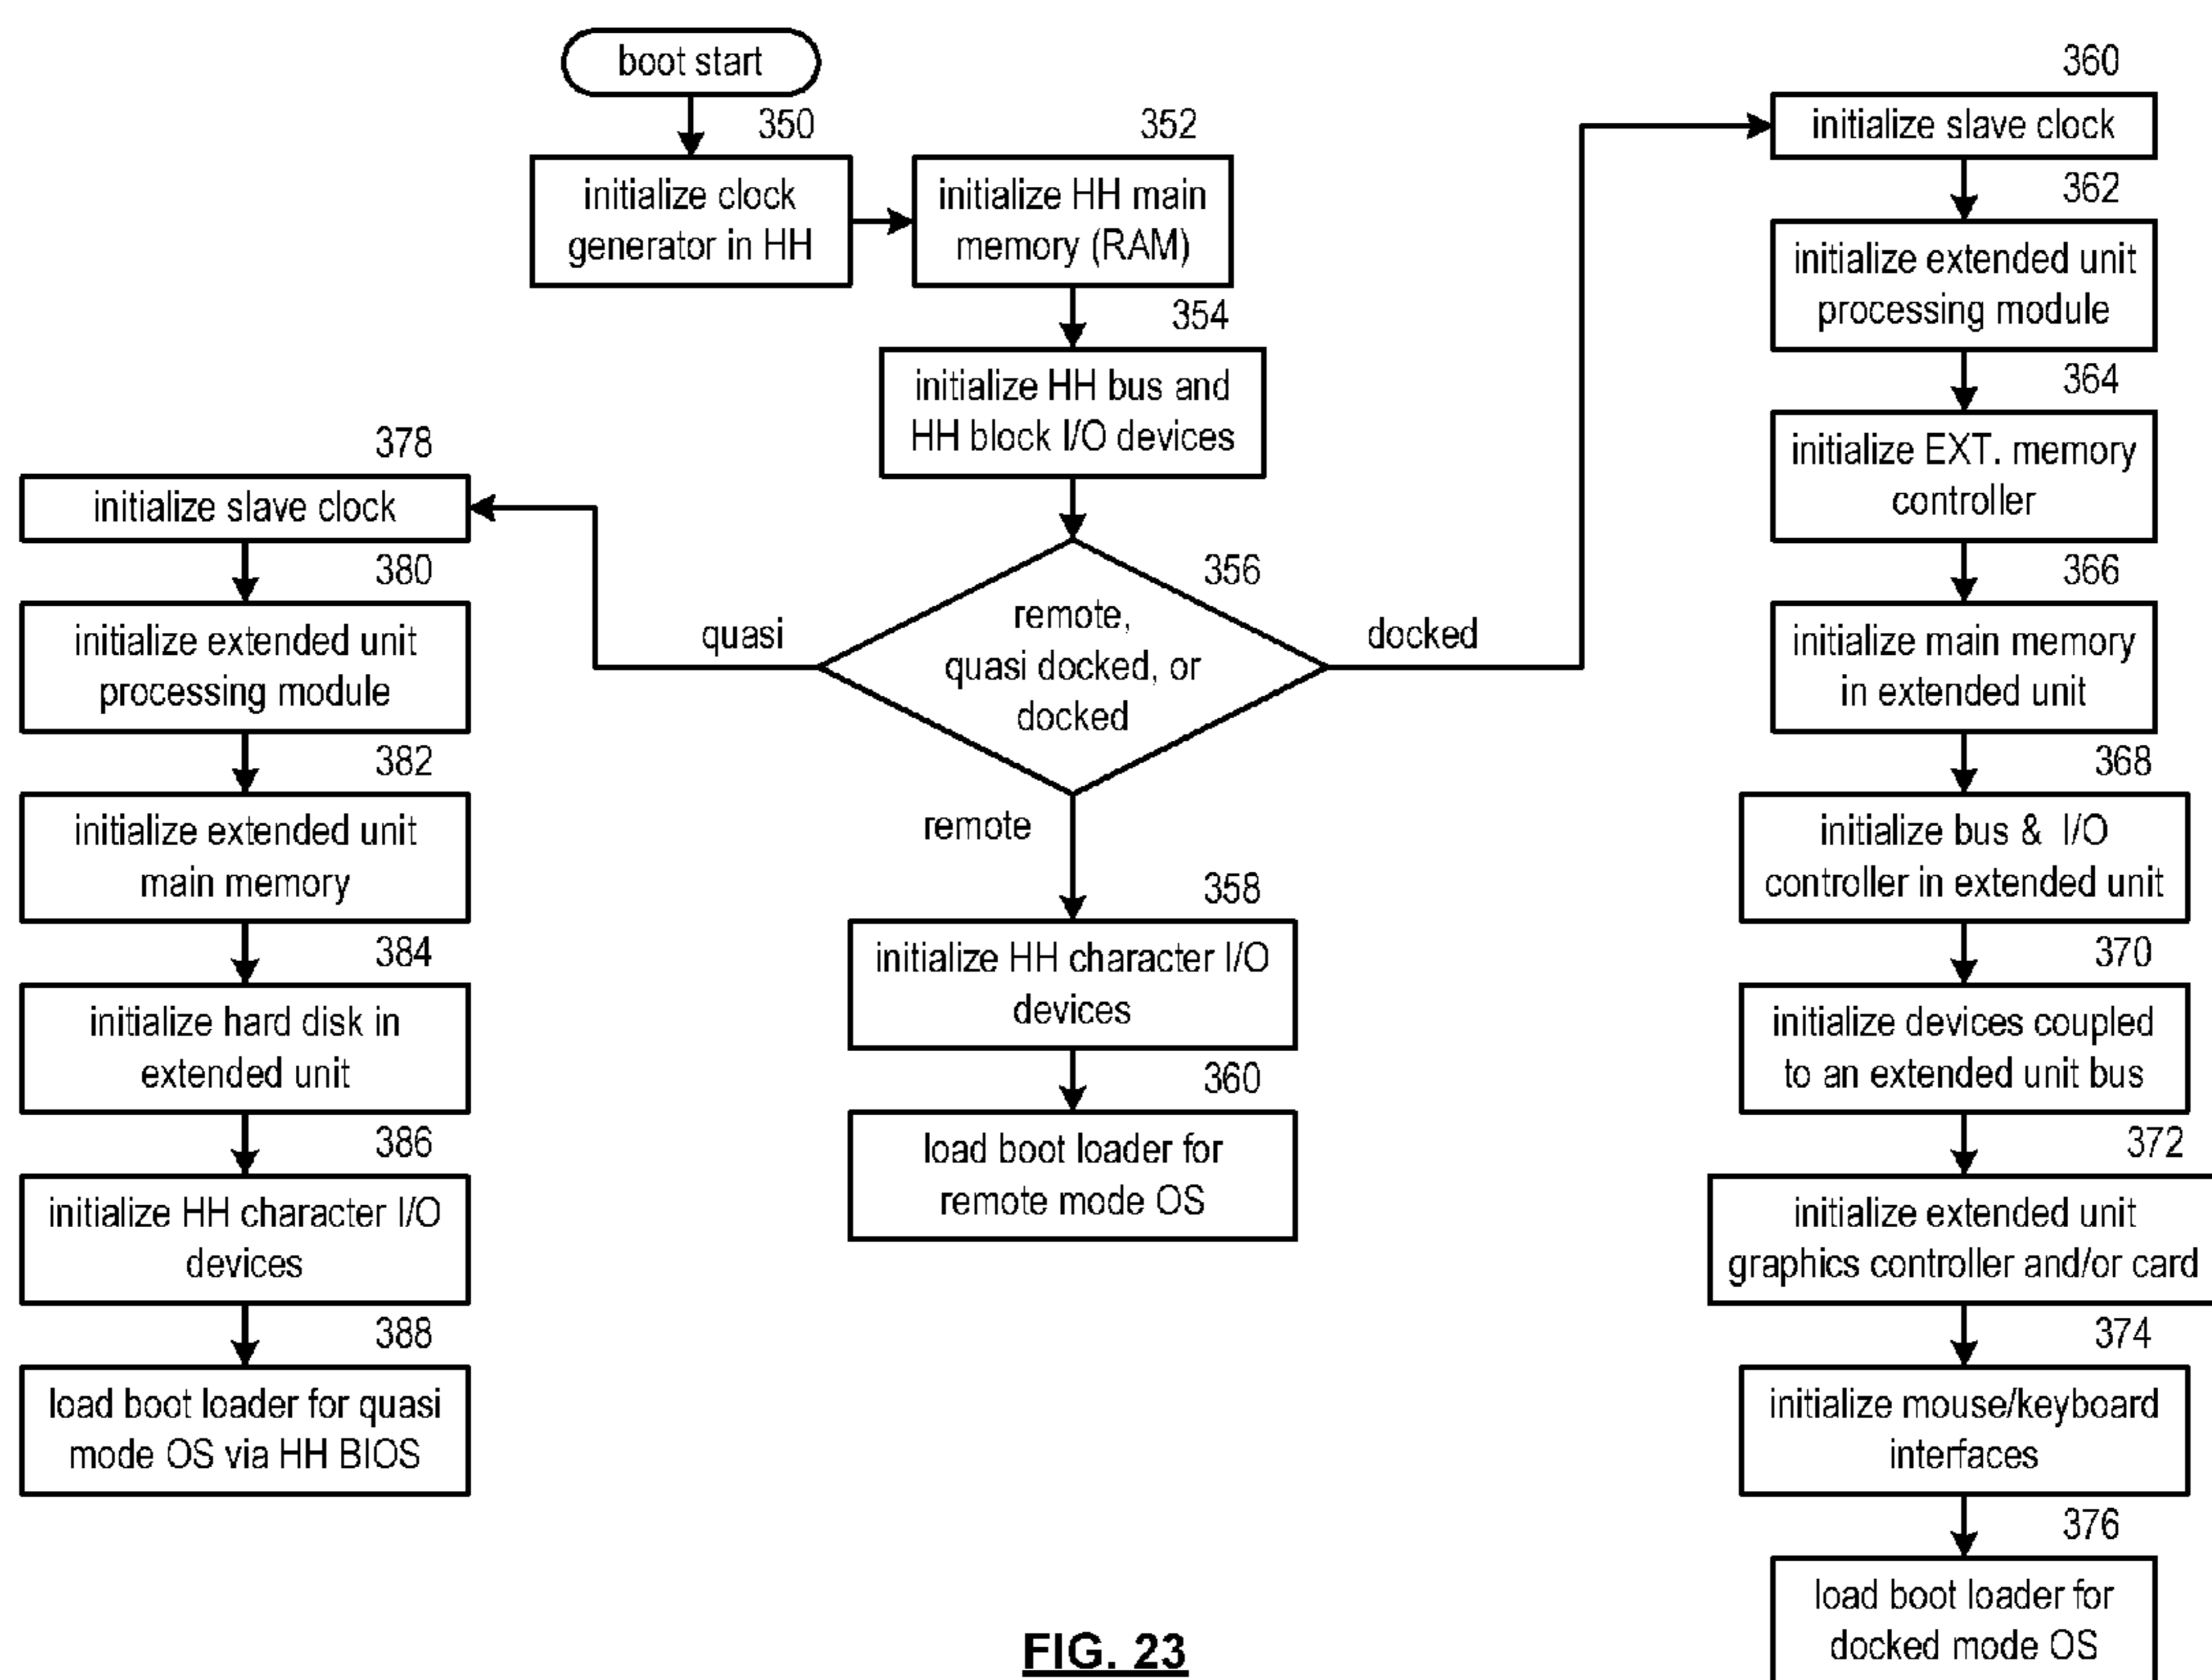 boot start
350
initialize clock
generator in HH
352
initialize HH main
memory (RAM)
354
initialize HH bus and
HH block I/O devices
356
remote,
quasi docked, or
docked
quasi
docked
remote
358
initialize HH character I/O
devices
360
load boot loader for
remote mode OS
378
initialize slave clock
380
initialize extended unit
processing module
382
initialize extended unit
main memory
384
initialize hard disk in
extended unit
386
initialize HH character I/O
devices
388
load boot loader for quasi
mode OS via HH BIOS
360
initialize slave clock
362
initialize extended unit
processing module
364
initialize EXT. memory
controller
366
initialize main memory
in extended unit
368
initialize bus & I/O
controller in extended unit
370
initialize devices coupled
to an extended unit bus
372
initialize extended unit
graphics controller and/or card
374
initialize mouse/keyboard
interfaces
376
load boot loader for
docked mode OS
FIG. 23